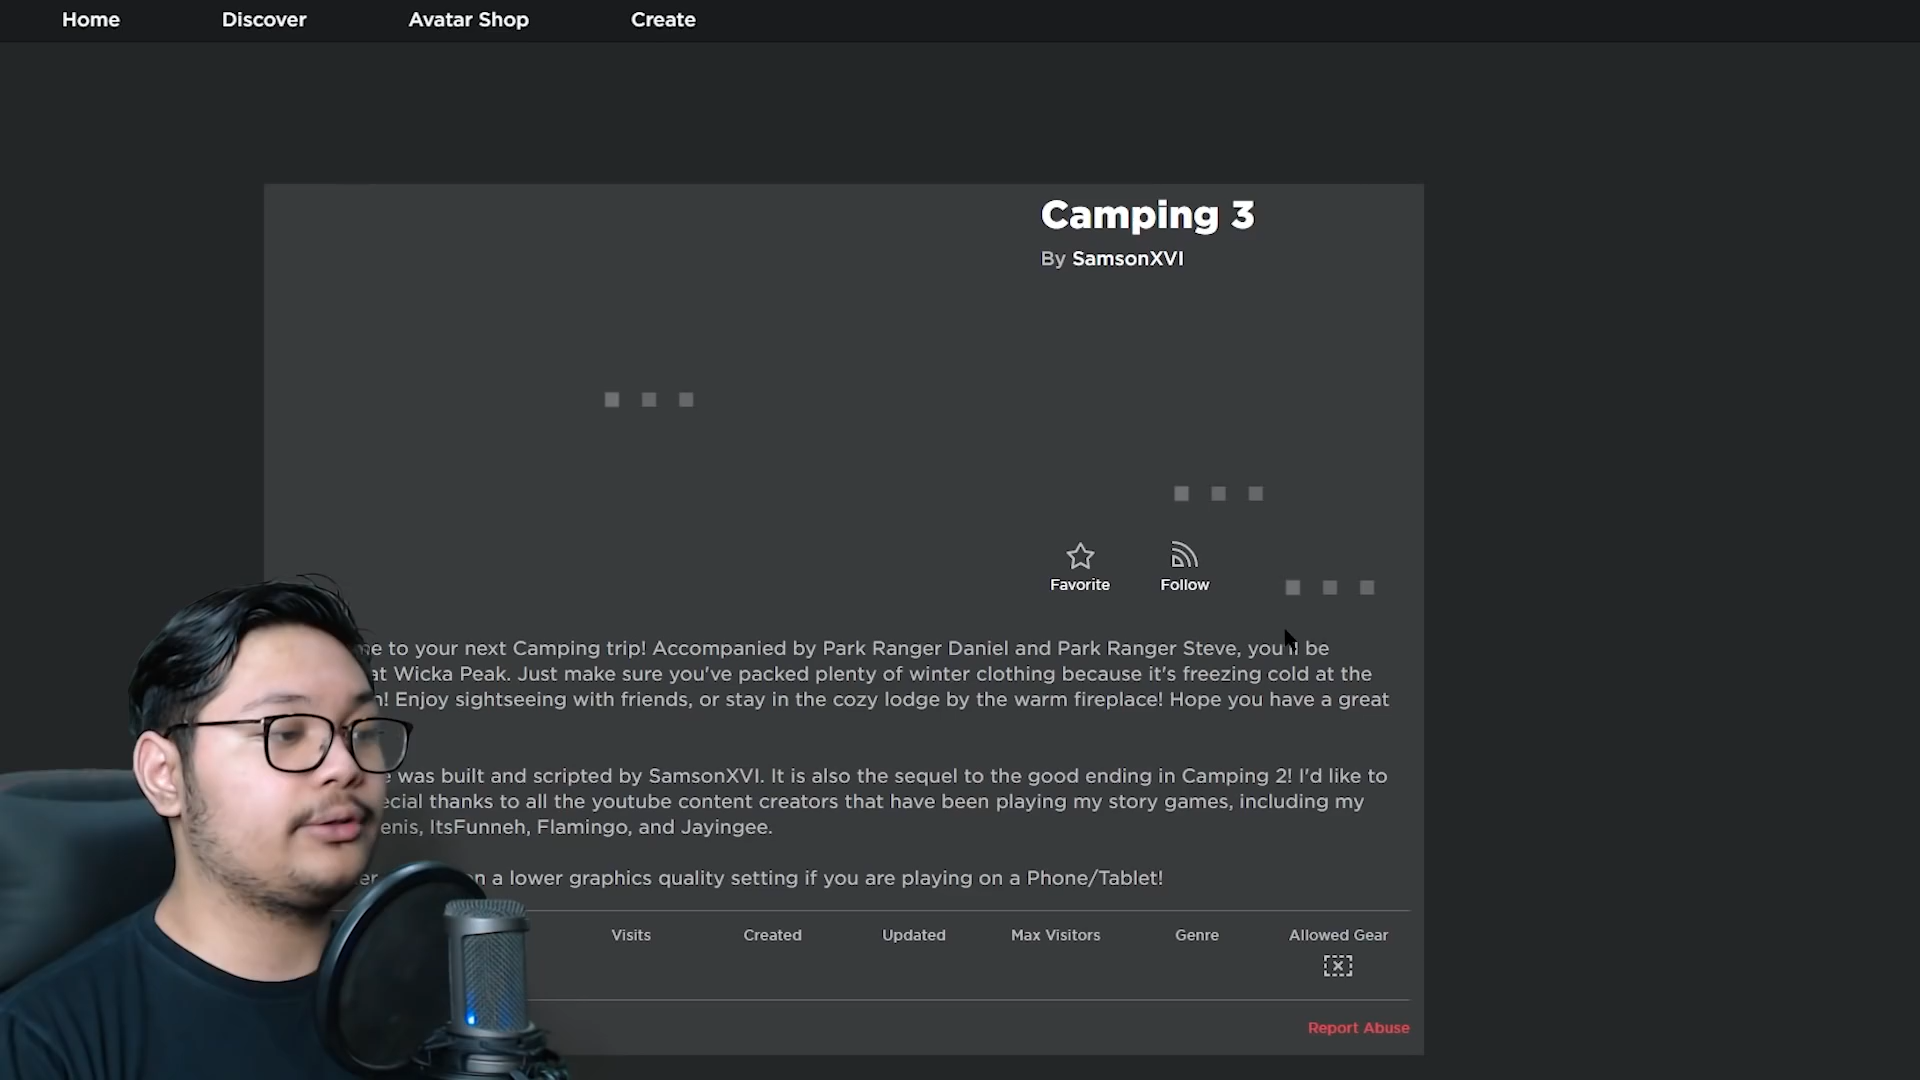 Home Discover Avatar Shop Create
Camping 3
By SamsonXVI
Favorite Follow
to your next Camping trip! Accompanied by Park Ranger Daniel and Park Ranger Steve, you'll be
at Wicka Peak. Just make sure you've packed plenty of winter clothing because it's freezing cold at the
Enjoy sightseeing with friends, or stay in the cozy lodge by the warm fireplace! Hope you have a great
was built and scripted by SamsonXVI. It is also the sequel to the good ending in Camping 2! I'd like to
thanks to all the youtube content creators that have been playing my story games, including my
ItsFunneh, Flamingo, and Jayingee.
a lower graphics quality setting if you are playing on a Phone/Tablet!
Visits Created Updated Max Visitors Genre Allowed Gear
Report Abuse